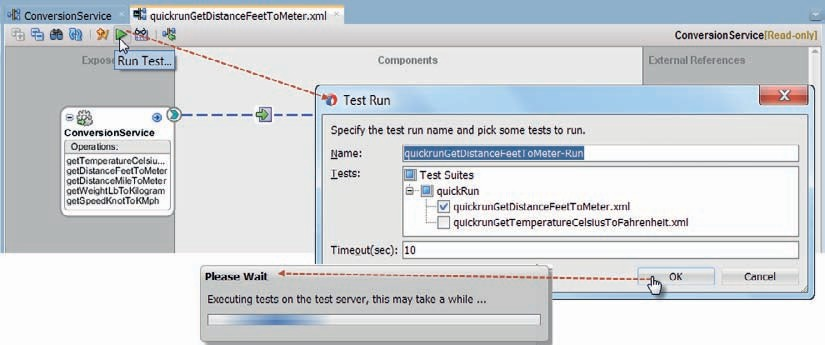 ConversionService
quickrunGetDistanceFeetToMeter.xml
ConversionService[Read-only]
Expos
Run Test...
Components
External References
Test Run
Specify the test run name and pick some tests to run.
Name: quickrunGetDistanceFeetToMeter-Run
Tests:
Test Suites
quickRun
quickrunGetDistanceFeetToMeter.xml
quickrunGetTemperatureCelsiusToFahrenheit.xml
Timeout(sec): 10
OK
Cancel
ConversionService
Operations:
getTemperatureCelsiu...
getDistanceFeetToMeter
getDistanceMileToMeter
getWeightLbToKilogram
getSpeedKnotToKMph
Please Wait
Executing tests on the test server, this may take a while ...